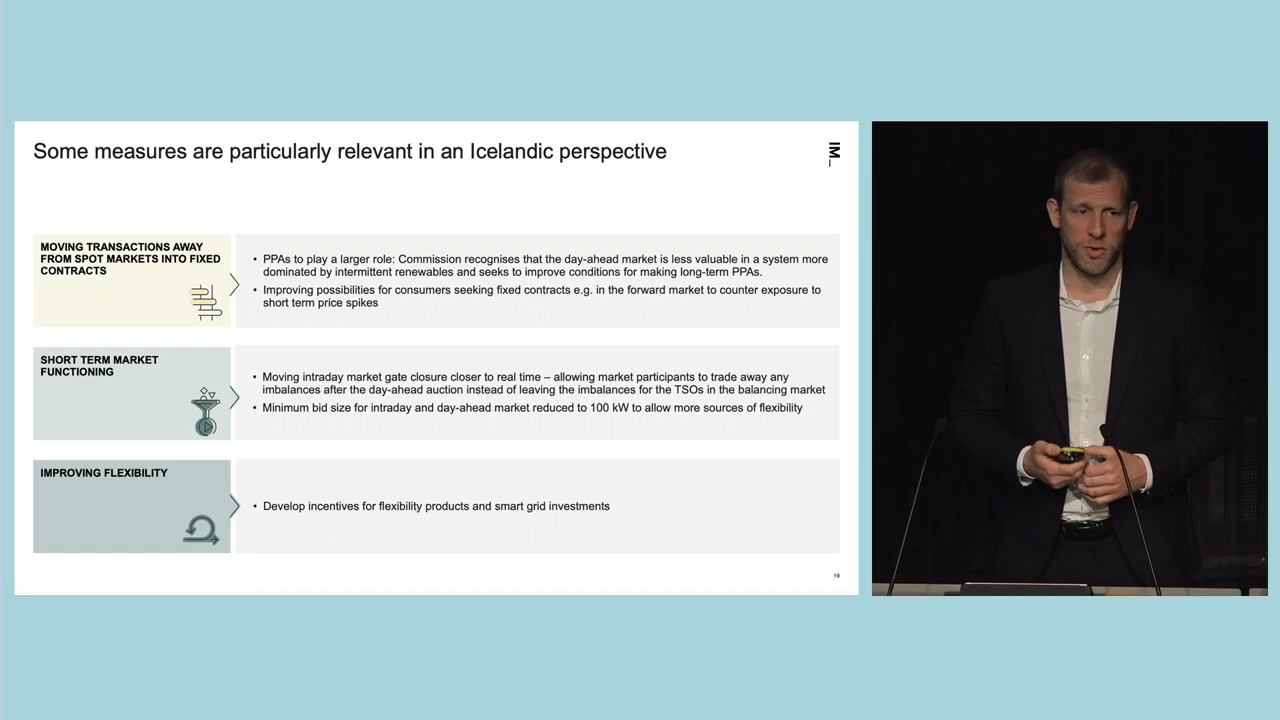 Some measures are particularly relevant in an Icelandic perspective
IM_
MOVING TRANSACTIONS AWAY
FROM SPOT MARKETS INTO FIXED
CONTRACTS
• PPAs to play a larger role: Commission recognises that the day-ahead market is less valuable in a system more
dominated by intermittent renewables and seeks to improve conditions for making long-term PPAs.
• Improving possibilities for consumers seeking fixed contracts e.g. in the forward market to counter exposure to
short term price spikes
SHORT TERM MARKET
FUNCTIONING
• Moving intraday market gate closure closer to real time – allowing market participants to trade away any
imbalances after the day-ahead auction instead of leaving the imbalances for the TSOs in the balancing market
• Minimum bid size for intraday and day-ahead market reduced to 100 kW to allow more sources of flexibility
IMPROVING FLEXIBILITY
• Develop incentives for flexibility products and smart grid investments
19